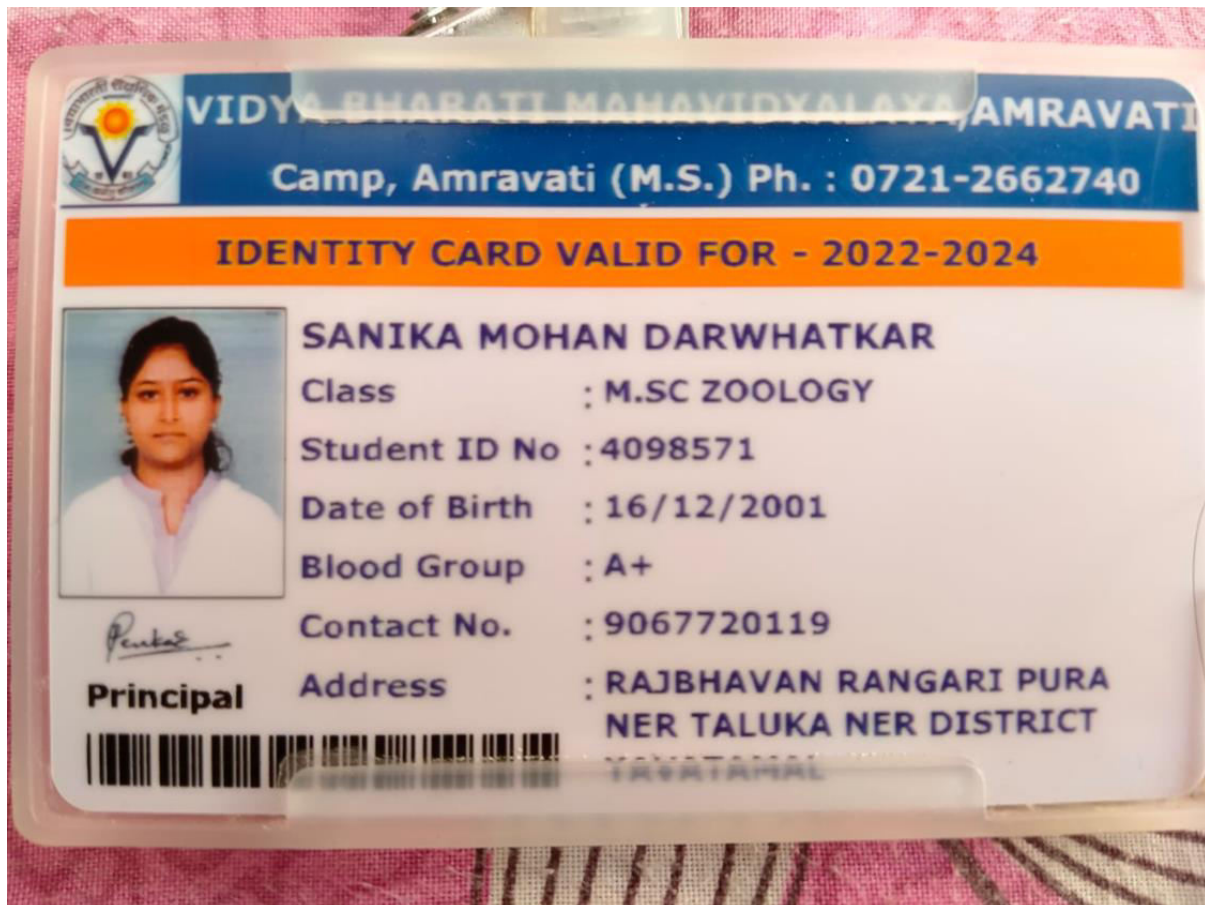 VIDYA BHARATI MAHAVIDYALAYA, AMRAVATI
Camp, Amravati (M.S.) Ph. : 0721-2662740
IDENTITY CARD VALID FOR - 2022-2024
SANIKA MOHAN DARWHATKAR
Class : M.SC ZOOLOGY
Student ID No : 4098571
Date of Birth : 16/12/2001
Blood Group : A+
Contact No. : 9067720119
Principal
Address : RAJBHAVAN RANGARI PURA
NER TALUKA NER DISTRICT
YAVATAMAL